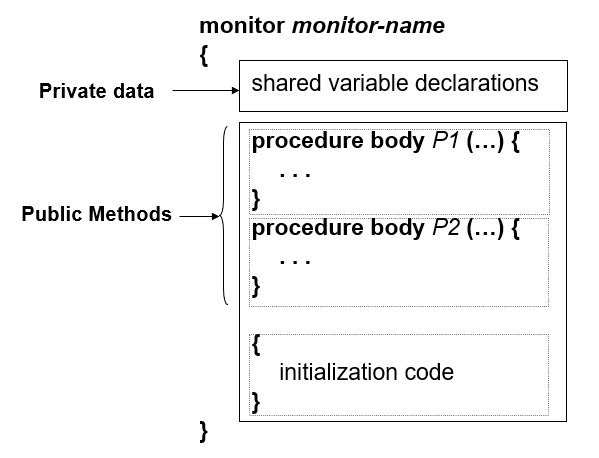 monitor monitor-name
{
Private data
shared variable declarations
procedure body P1 (…) {
. . .
}
Public Methods
procedure body P2 (…) {
. . .
}
{
initialization code
}
}